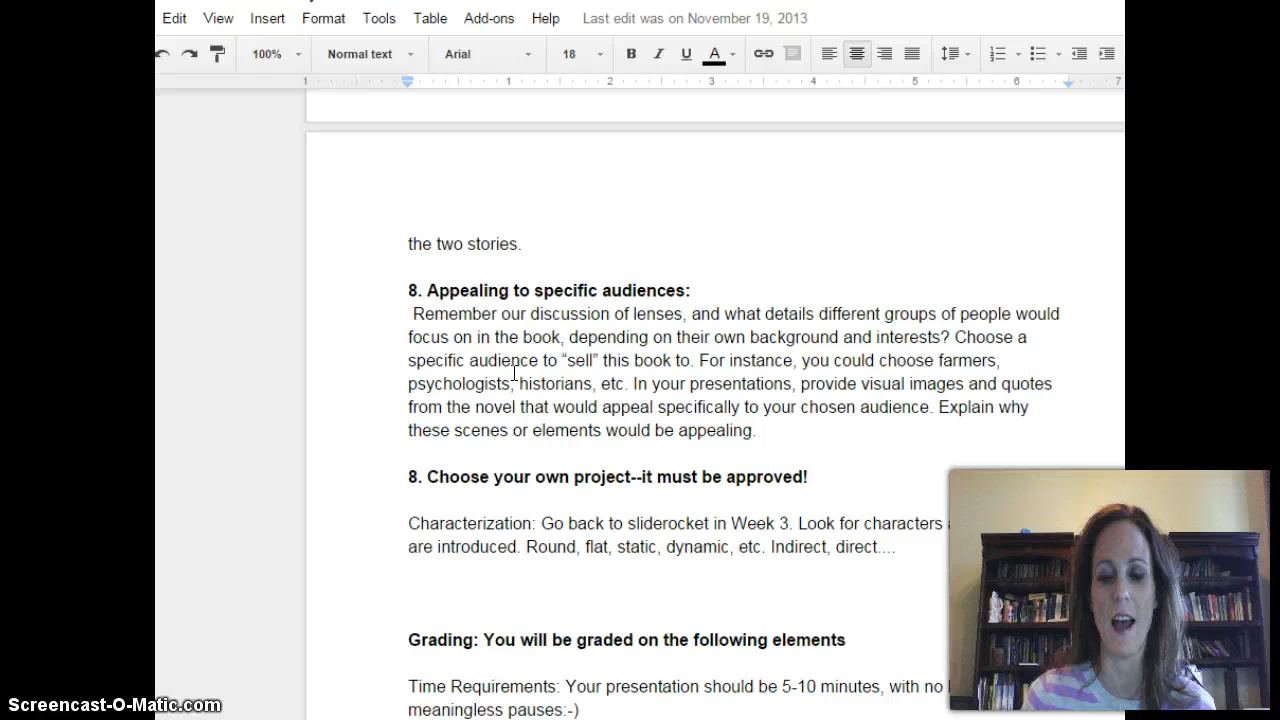 Edit View Insert Format Tools Table Add-ons Help Last edit was on November 19, 2013
100% Normal text Arial 18 B I U A
1 1 2 3 4 5 6 7
the two stories.
8. Appealing to specific audiences:
Remember our discussion of lenses, and what details different groups of people would
focus on in the book, depending on their own background and interests? Choose a
specific audience to “sell” this book to. For instance, you could choose farmers,
psychologists, historians, etc. In your presentations, provide visual images and quotes
from the novel that would appeal specifically to your chosen audience. Explain why
these scenes or elements would be appealing.
8. Choose your own project--it must be approved!
Characterization: Go back to sliderocket in Week 3. Look for characters
are introduced. Round, flat, static, dynamic, etc. Indirect, direct....
Grading: You will be graded on the following elements
Time Requirements: Your presentation should be 5-10 minutes, with no
meaningless pauses:-)
Screencast-O-Matic.com